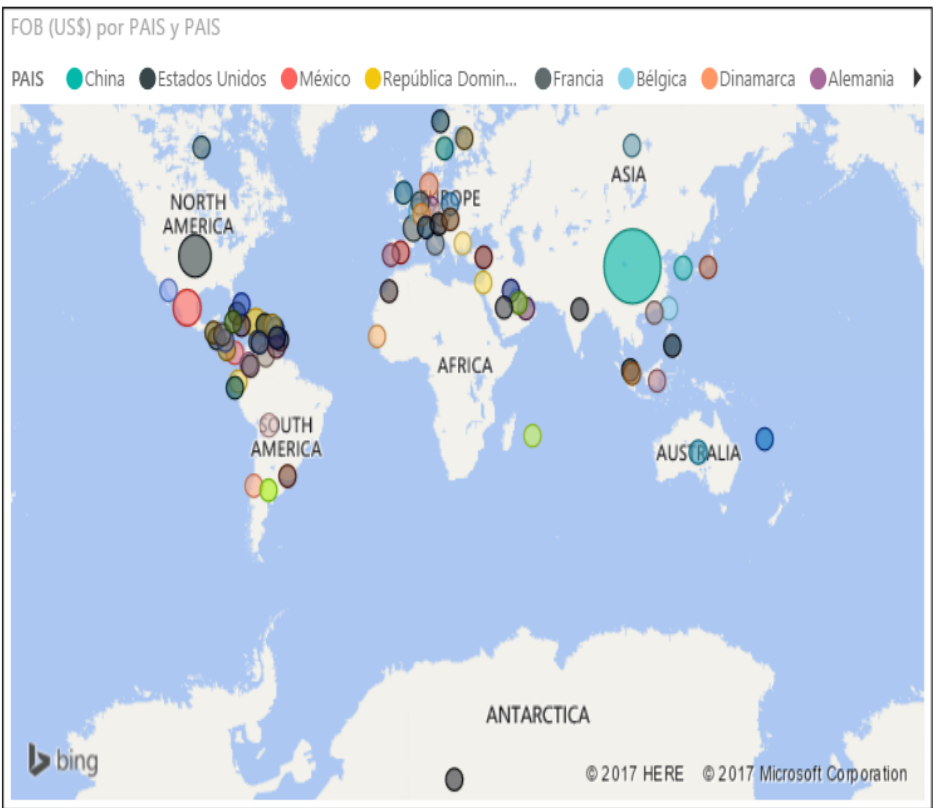 FOB (US$) por PAIS y PAIS
PAIS China Estados Unidos México República Domin... Francia Bélgica Dinamarca Alemania
ASIA
EUROPE
NORTH
AMERICA
AFRICA
SOUTH
AMERICA
AUSTRALIA
ANTARCTICA
bing
© 2017 HERE © 2017 Microsoft Corporation